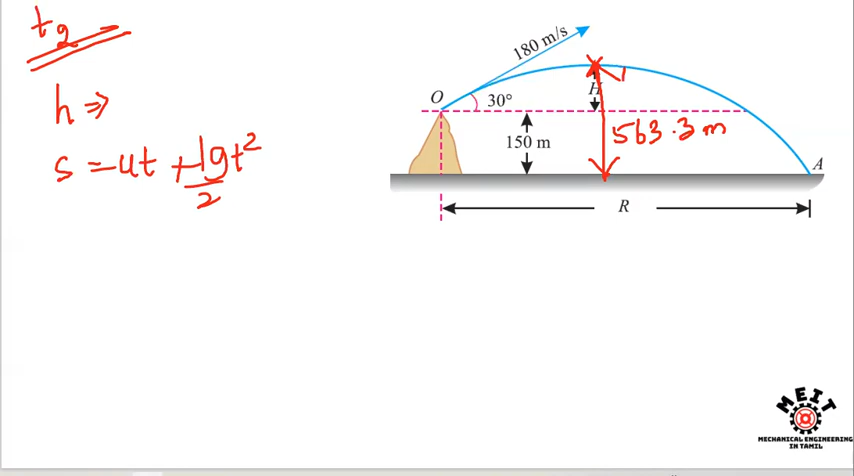 t₂
h ⇒
s = ut + 1/2 gt²
180 m/s
O
30°
H
150 m
563.3 m
A
R
MEIT
MECHANICAL ENGINEERING
IN TAMIL